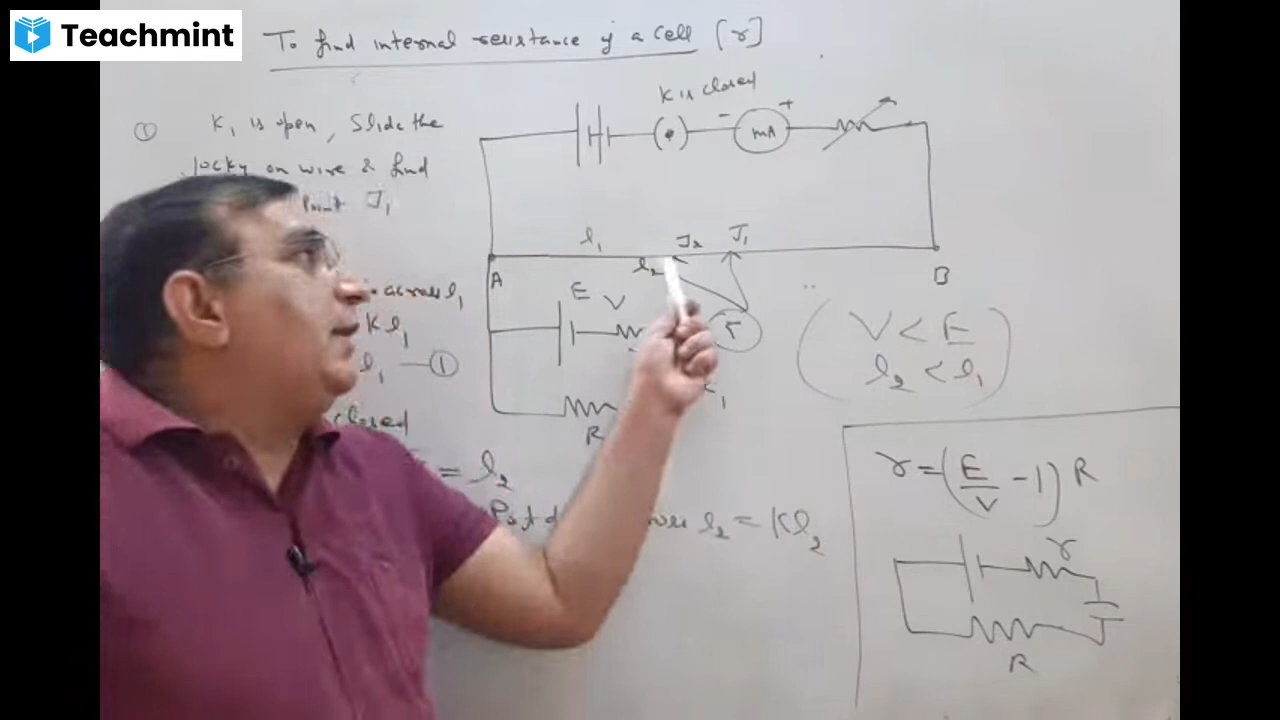 Teachmint
To find internal resistance of a cell [r]
① K₁ is open, Slide the
jocky on wire & find
Point J₁
across l₁
Kl₁
l₁ — ①
closed
= l₂
Pot d l₂ = Kl₂
K is closed
- mA +
l₁ J₂ J₁
l₂
A B
E V
R
V < E
l₂ < l₁
r = (E/V - 1) R
r
R